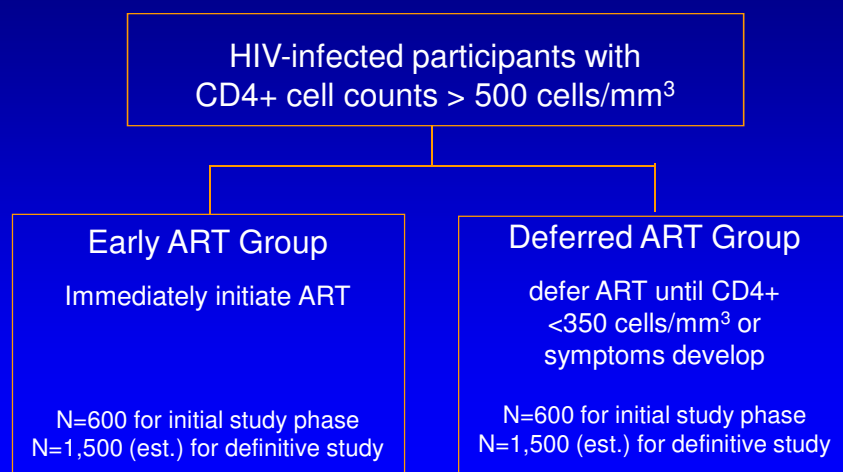 HIV-infected participants with
CD4+ cell counts > 500 cells/mm³
Early ART Group
Immediately initiate ART
N=600 for initial study phase
N=1,500 (est.) for definitive study
Deferred ART Group
defer ART until CD4+
<350 cells/mm³ or
symptoms develop
N=600 for initial study phase
N=1,500 (est.) for definitive study